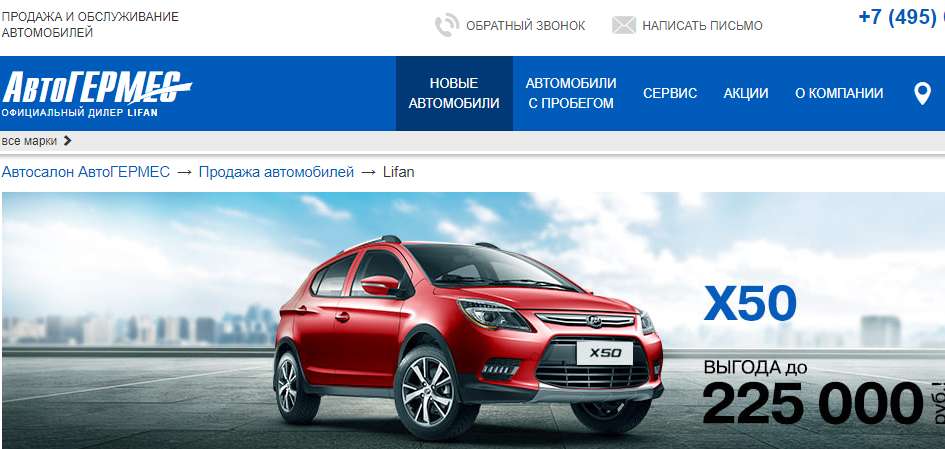 ПРОДАЖА И ОБСЛУЖИВАНИЕ
АВТОМОБИЛЕЙ
ОБРАТНЫЙ ЗВОНОК
НАПИСАТЬ ПИСЬМО
+7 (495)
АвтоГЕРМЕС
ОФИЦИАЛЬНЫЙ ДИЛЕР LIFAN
НОВЫЕ
АВТОМОБИЛИ
АВТОМОБИЛИ
С ПРОБЕГОМ
СЕРВИС
АКЦИИ
О КОМПАНИИ
все марки
Автосалон АвтоГЕРМЕС → Продажа автомобилей → Lifan
X50
X50
ВЫГОДА до
225 000
руб.